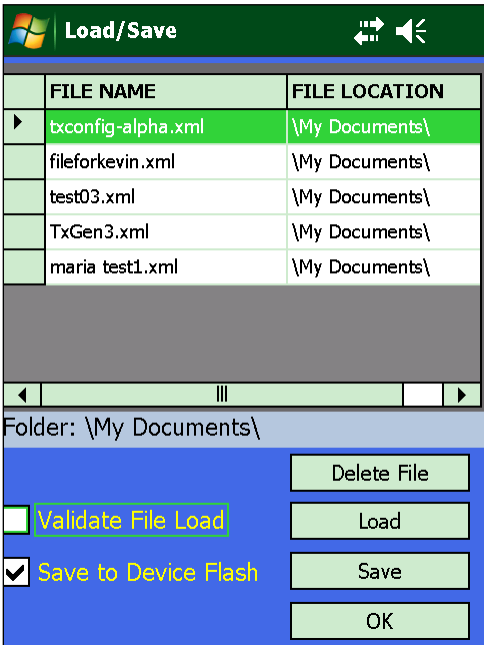 Load/Save
FILE NAME FILE LOCATION
txconfig-alpha.xml \My Documents\
fileforkevin.xml \My Documents\
test03.xml \My Documents\
TxGen3.xml \My Documents\
maria test1.xml \My Documents\
Folder: \My Documents\
Delete File
Validate File Load Load
Save to Device Flash Save
OK